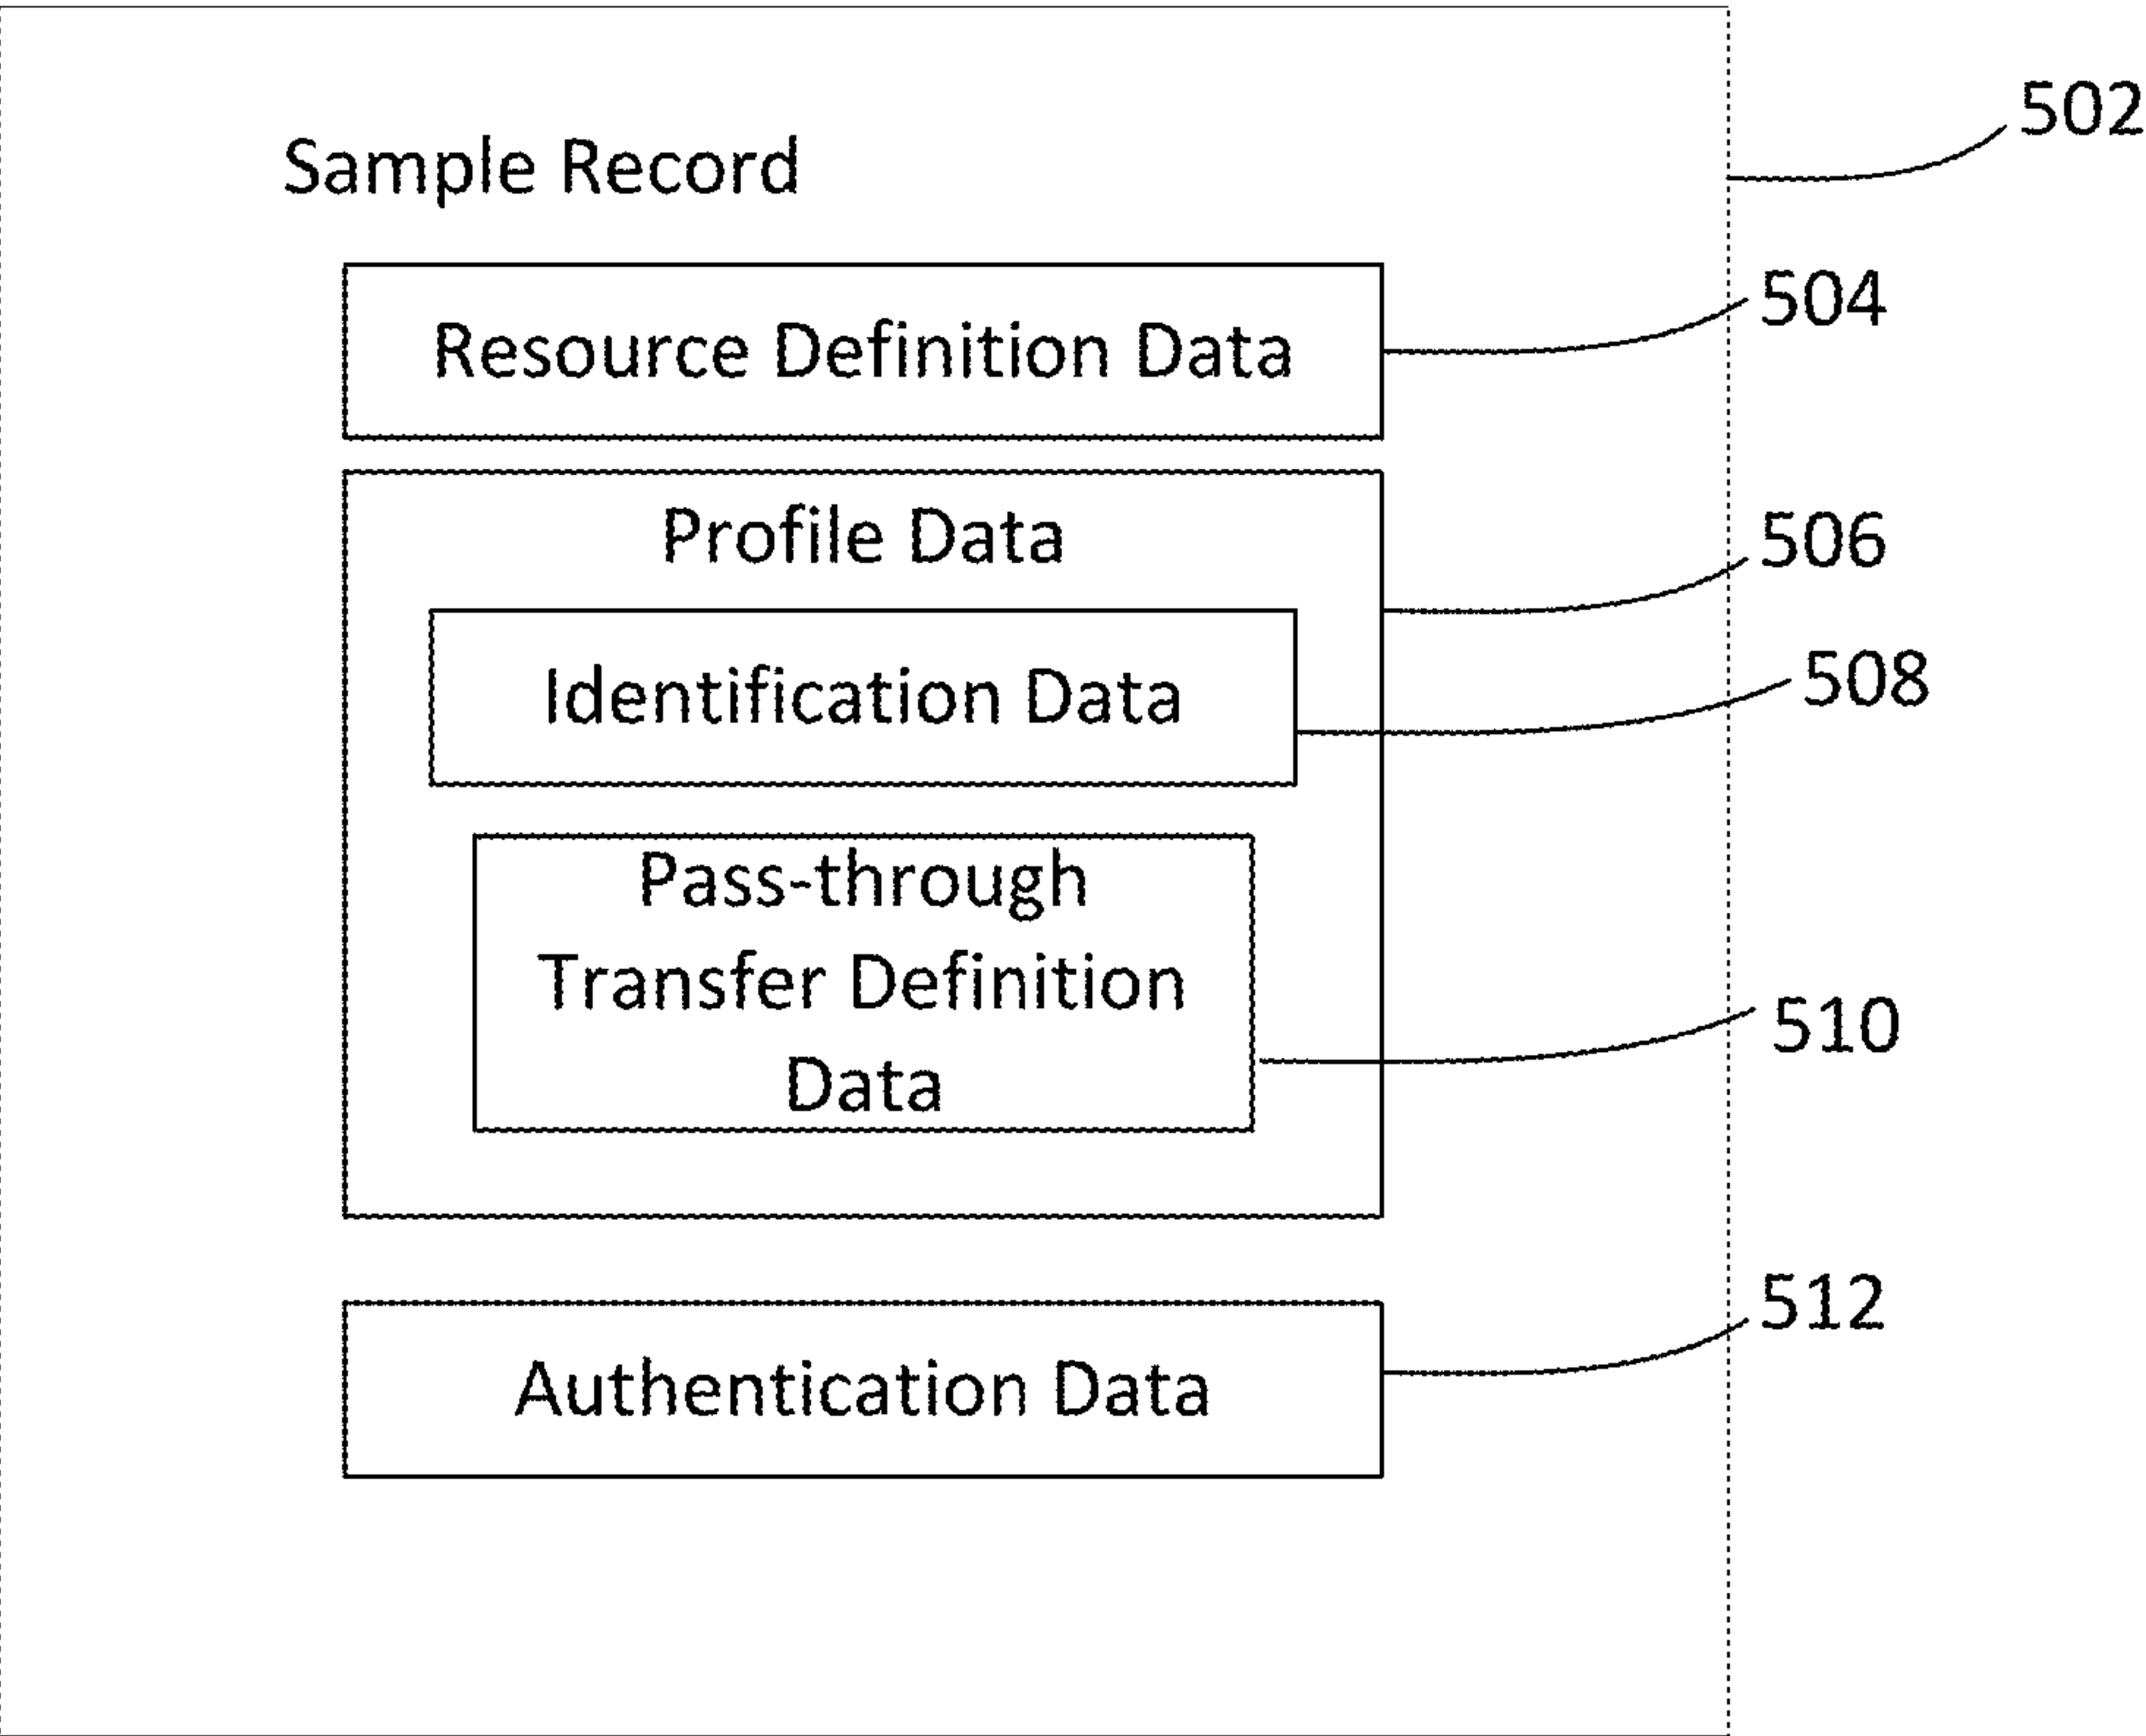 502
Sample Record
504
Resource Definition Data
506
Profile Data
508
Identification Data
Pass-through
Transfer Definition
510
Data
512
Authentication Data